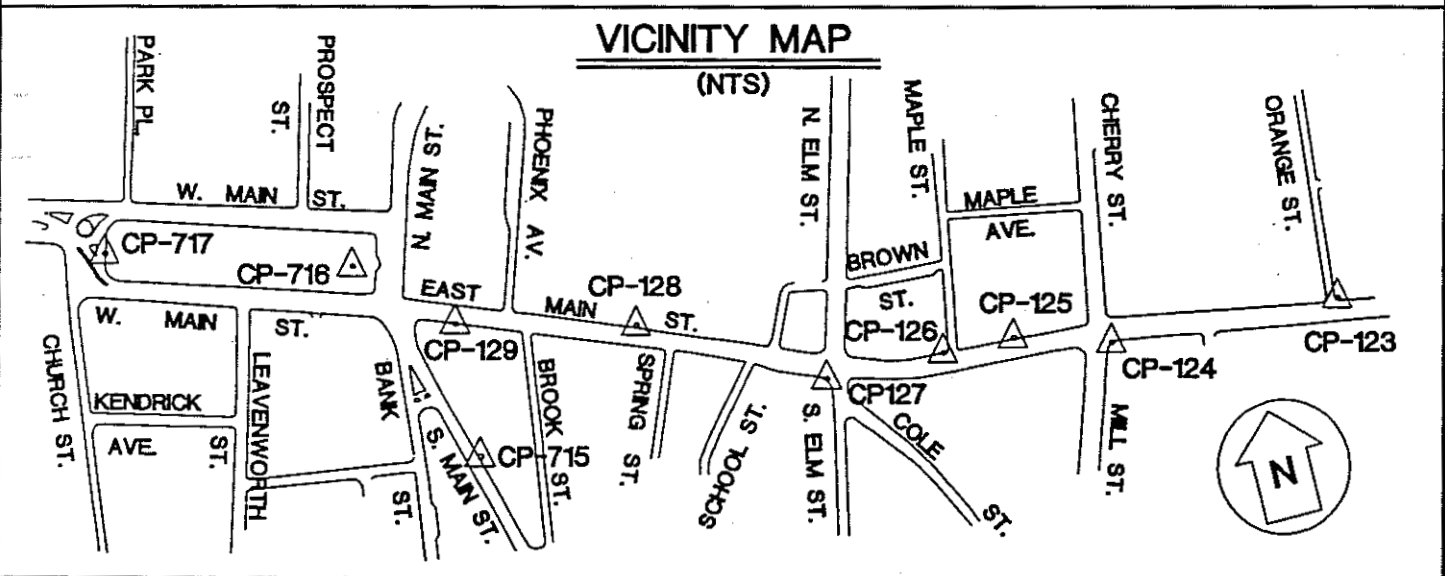 VICINITY MAP
(NTS)
PARK PL.
PROSPECT
ST.
N. MAIN ST.
PHOENIX AV.
N. ELM ST.
MAPLE ST.
CHERRY ST.
ORANGE ST.
W. MAIN ST.
MAPLE
AVE.
CP-717
CP-716
BROWN
ST.
EAST MAIN ST.
CP-128
CP-125
CP-126
CP-123
W. MAIN ST.
CP-129
CP-124
CP127
CHURCH ST.
KENDRICK
AVE.
LEAVENWORTH
ST.
BANK
ST.
S. MAIN ST.
CP-715
BROOK
ST.
SPRING ST.
SCHOOL ST.
S. ELM ST.
COLE
ST.
MILL ST.
N